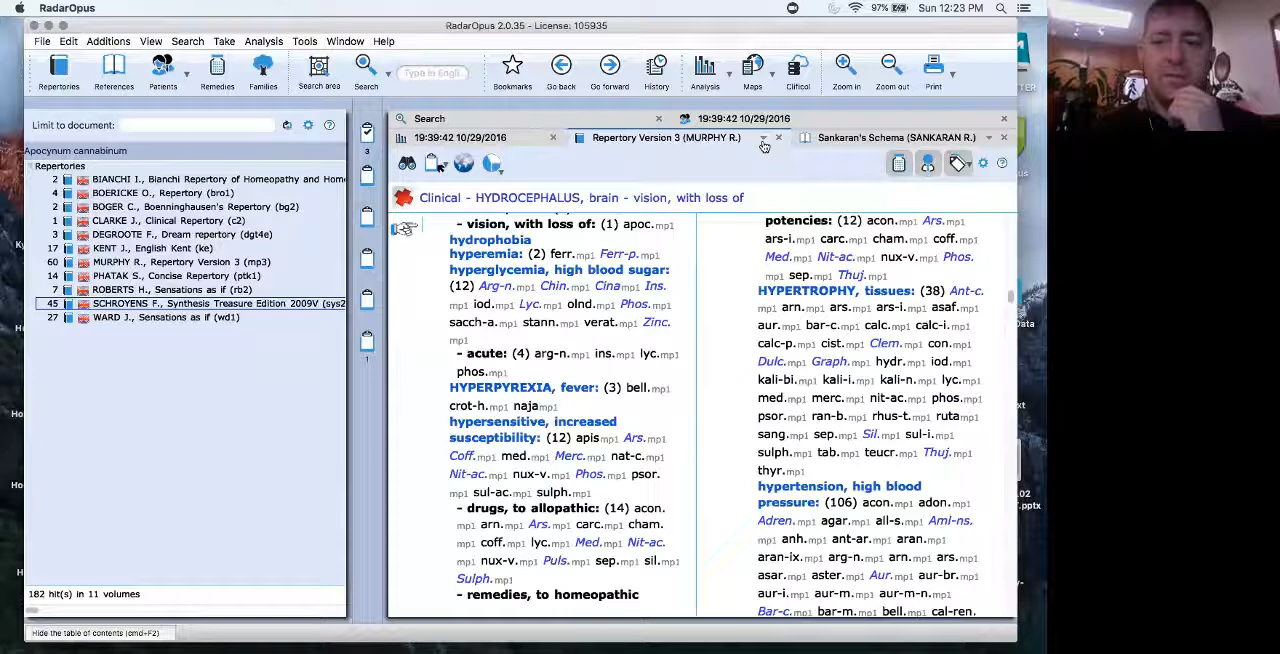 RadarOpus
97%
Sun 12:23 PM
RadarOpus 2.0.35 - License: 105935
File Edit Additions View Search Take Analysis Tools Window Help
Repertories References Patients Remedies Families Search area Search
Type in Engli...
Bookmarks Go back Go forward History Analysis Maps Clificol Zoom in Zoom out Print
Limit to document:
Apocynum cannabinum
Repertories
2 BIANCHI I., Bianchi Repertory of Homeopathy and Home
4 BOERICKE O., Repertory (bro1)
2 BOGER C., Boenninghausen's Repertory (bg2)
1 CLARKE J., Clinical Repertory (c2)
3 DEGROOTE F., Dream repertory (dgt4e)
17 KENT J., English Kent (ke)
60 MURPHY R., Repertory Version 3 (mp3)
14 PHATAK S., Concise Repertory (ptk1)
7 ROBERTS H., Sensations as if (rb2)
45 SCHROYENS F., Synthesis Treasure Edition 2009V (sys2
27 WARD J., Sensations as if (wd1)
182 hit(s) in 11 volumes
Hide the table of contents (cmd+F2)
3
1
Search
19:39:42 10/29/2016
19:39:42 10/29/2016
Repertory Version 3 (MURPHY R.)
Sankaran's Schema (SANKARAN R.)
Clinical - HYDROCEPHALUS, brain - vision, with loss of
- vision, with loss of: (1) apoc.mp1
hydrophobia
hyperemia: (2) ferr.mp1 Ferr-p.mp1
hyperglycemia, high blood sugar:
(12) Arg-n.mp1 Chin.mp1 Cina mp1 Ins.
mp1 iod.mp1 Lyc.mp1 olnd.mp1 Phos.mp1
sacch-a.mp1 stann.mp1 verat.mp1 Zinc.
mp1
- acute: (4) arg-n.mp1 ins.mp1 lyc.mp1
phos.mp1
HYPERPYREXIA, fever: (3) bell.mp1
crot-h.mp1 naja mp1
hypersensitive, increased
susceptibility: (12) apis mp1 Ars.mp1
Coff.mp1 med.mp1 Merc.mp1 nat-c.mp1
Nit-ac.mp1 nux-v.mp1 Phos.mp1 psor.
mp1 sul-ac.mp1 sulph.mp1
- drugs, to allopathic: (14) acon.
mp1 arn.mp1 Ars.mp1 carc.mp1 cham.
mp1 coff.mp1 lyc.mp1 Med.mp1 Nit-ac.
mp1 nux-v.mp1 Puls.mp1 sep.mp1 sil.mp1
Sulph.mp1
- remedies, to homeopathic
potencies: (12) acon.mp1 Ars.mp1
ars-i.mp1 carc.mp1 cham.mp1 coff.mp1
Med.mp1 Nit-ac.mp1 nux-v.mp1 Phos.
mp1 sep.mp1 Thuj.mp1
HYPERTROPHY, tissues: (38) Ant-c.
mp1 arn.mp1 ars.mp1 ars-i.mp1 asaf.mp1
aur.mp1 bar-c.mp1 calc.mp1 calc-i.mp1
calc-p.mp1 cist.mp1 Clem.mp1 con.mp1
Dulc.mp1 Graph.mp1 hydr.mp1 iod.mp1
kali-bi.mp1 kali-i.mp1 kali-n.mp1 lyc.mp1
med.mp1 merc.mp1 nit-ac.mp1 phos.mp1
psor.mp1 ran-b.mp1 rhus-t.mp1 ruta mp1
sang.mp1 sep.mp1 Sil.mp1 sul-i.mp1
sulph.mp1 tab.mp1 teucr.mp1 Thuj.mp1
thyr.mp1
hypertension, high blood
pressure: (106) acon.mp1 adon.mp1
Adren.mp1 agar.mp1 all-s.mp1 Aml-ns.
mp1 anh.mp1 ant-ar.mp1 aran.mp1
aran-ix.mp1 arg-n.mp1 arn.mp1 ars.mp1
asar.mp1 aster.mp1 Aur.mp1 aur-br.mp1
aur-i.mp1 aur-m.mp1 aur-m-n.mp1
Bar-c.mp1 bar-m.mp1 bell.mp1 cal-ren.
Data
.pptx